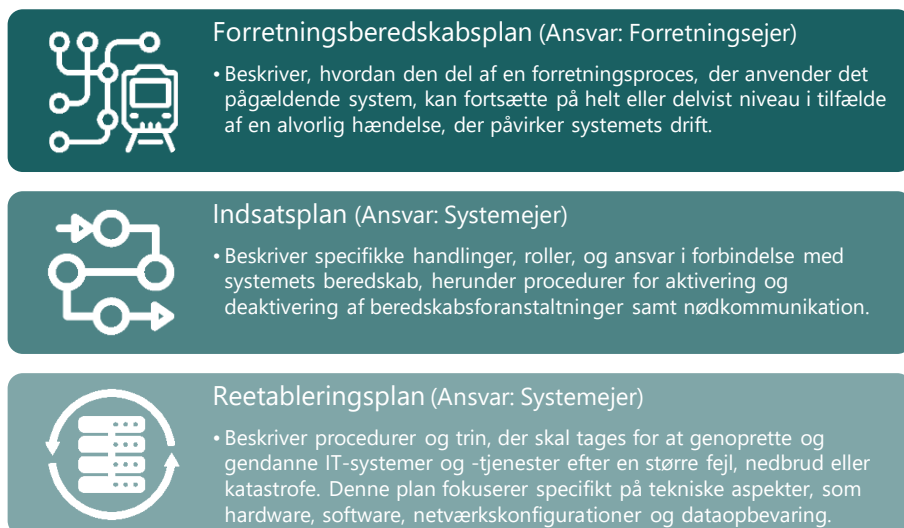 Forretningsberedskabsplan (Ansvar: Forretningsejer)
• Beskriver, hvordan den del af en forretningsproces, der anvender det
pågældende system, kan fortsætte på helt eller delvist niveau i tilfælde
af en alvorlig hændelse, der påvirker systemets drift.
Indsatsplan (Ansvar: Systemejer)
• Beskriver specifikke handlinger, roller, og ansvar i forbindelse med
systemets beredskab, herunder procedurer for aktivering og
deaktivering af beredskabsforanstaltninger samt nødkommunikation.
Reetableringsplan (Ansvar: Systemejer)
• Beskriver procedurer og trin, der skal tages for at genoprette og
gendanne IT-systemer og -tjenester efter en større fejl, nedbrud eller
katastrofe. Denne plan fokuserer specifikt på tekniske aspekter, som
hardware, software, netværkskonfigurationer og dataopbevaring.